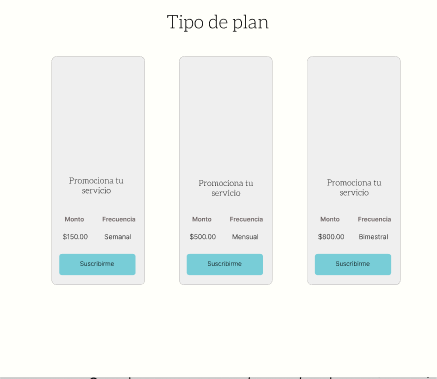 Tipo de plan
Promociona tu
servicio
Monto Frecuencia
$150.00 Semanal
Suscribirme
Promociona tu
servicio
Monto Frecuencia
$500.00 Mensual
Suscribirme
Promociona tu
servicio
Monto Frecuencia
$800.00 Bimestral
Suscribirme